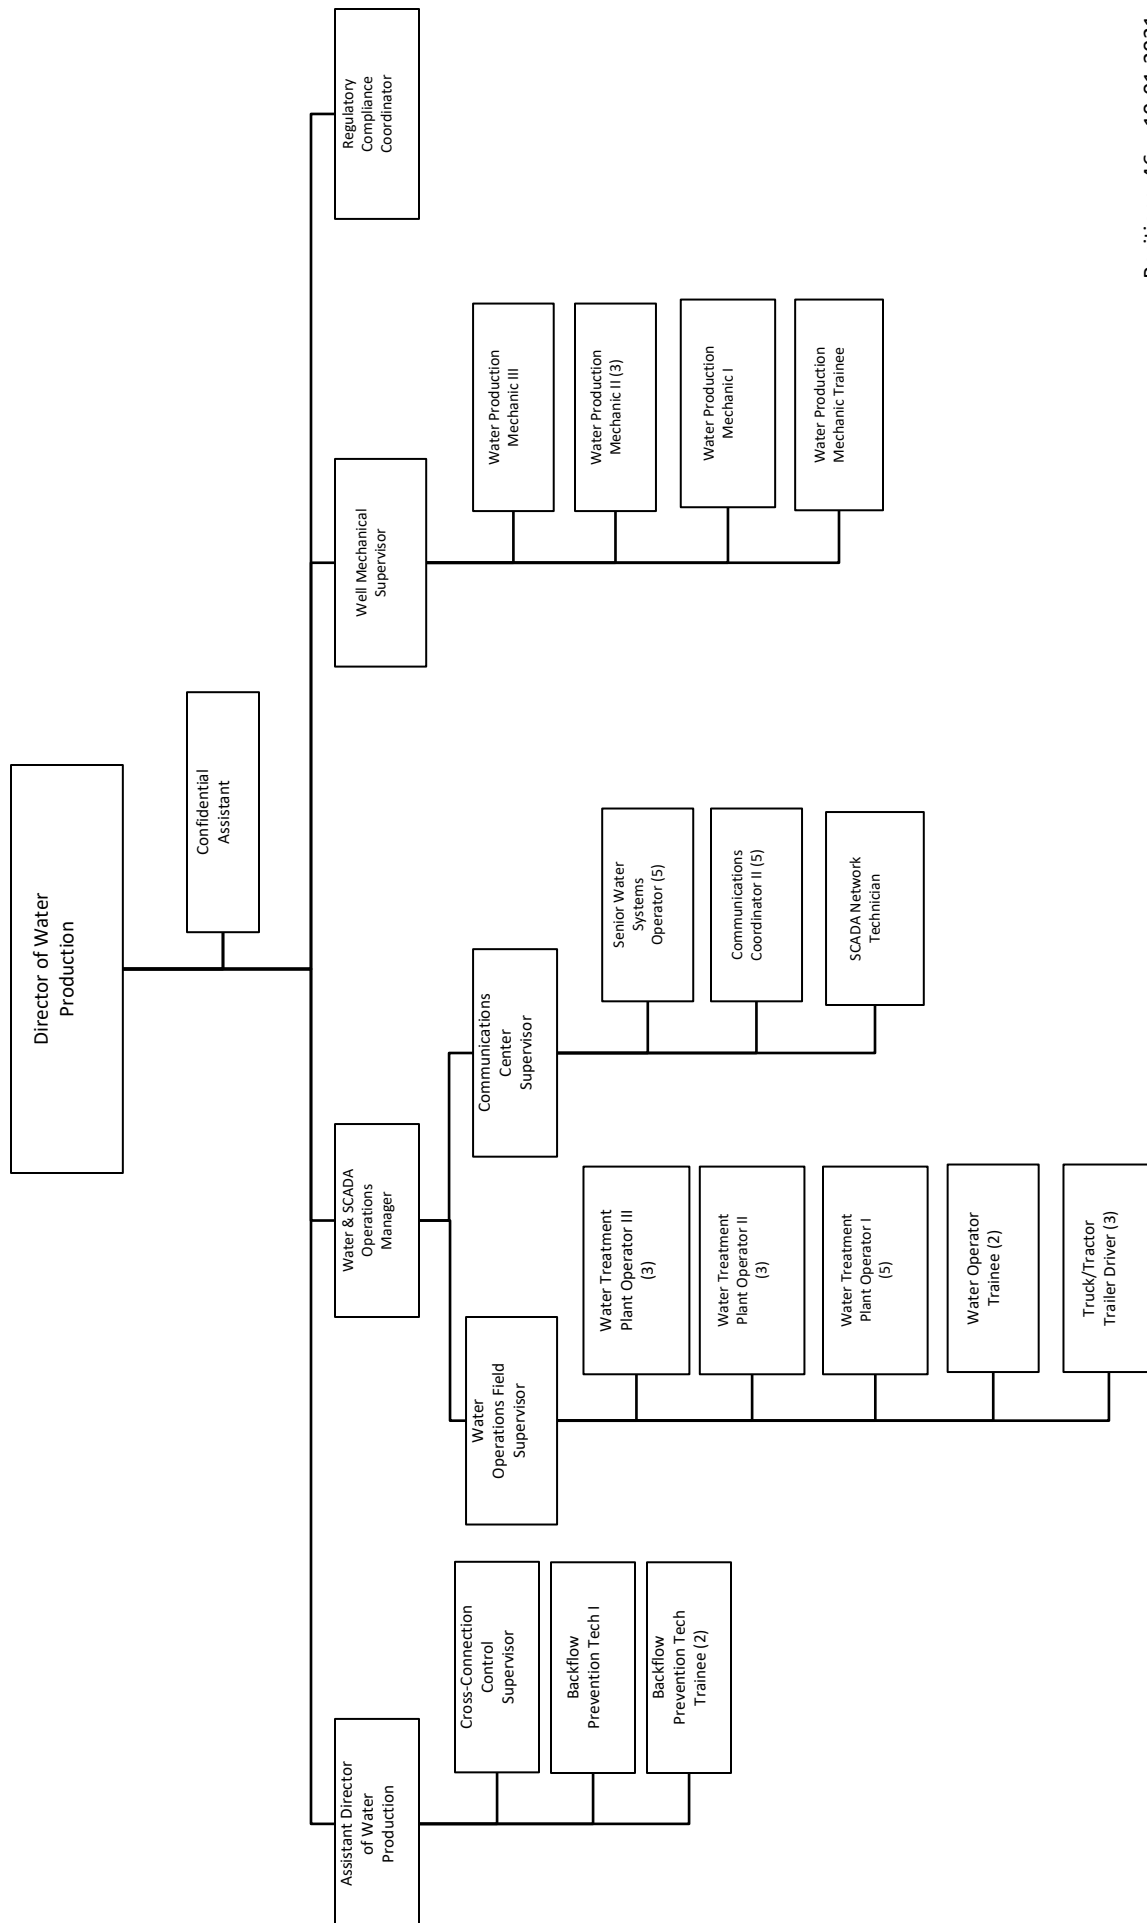 Director of Water
Production
Confidential
Assistant
Assistant Director
of Water
Production
Water & SCADA
Operations
Manager
Well Mechanical
Supervisor
Regulatory
Compliance
Coordinator
Cross-Connection
Control
Supervisor
Backflow
Prevention Tech I
Backflow
Prevention Tech
Trainee (2)
Water
Operations Field
Supervisor
Water Treatment
Plant Operator III
(3)
Water Treatment
Plant Operator II
(3)
Water Treatment
Plant Operator I
(5)
Water Operator
Trainee (2)
Truck/Tractor
Trailer Driver (3)
Communications
Center
Supervisor
Senior Water
Systems
Operator (5)
Communications
Coordinator II (5)
SCADA Network
Technician
Water Production
Mechanic III
Water Production
Mechanic II (3)
Water Production
Mechanic I
Water Production
Mechanic Trainee